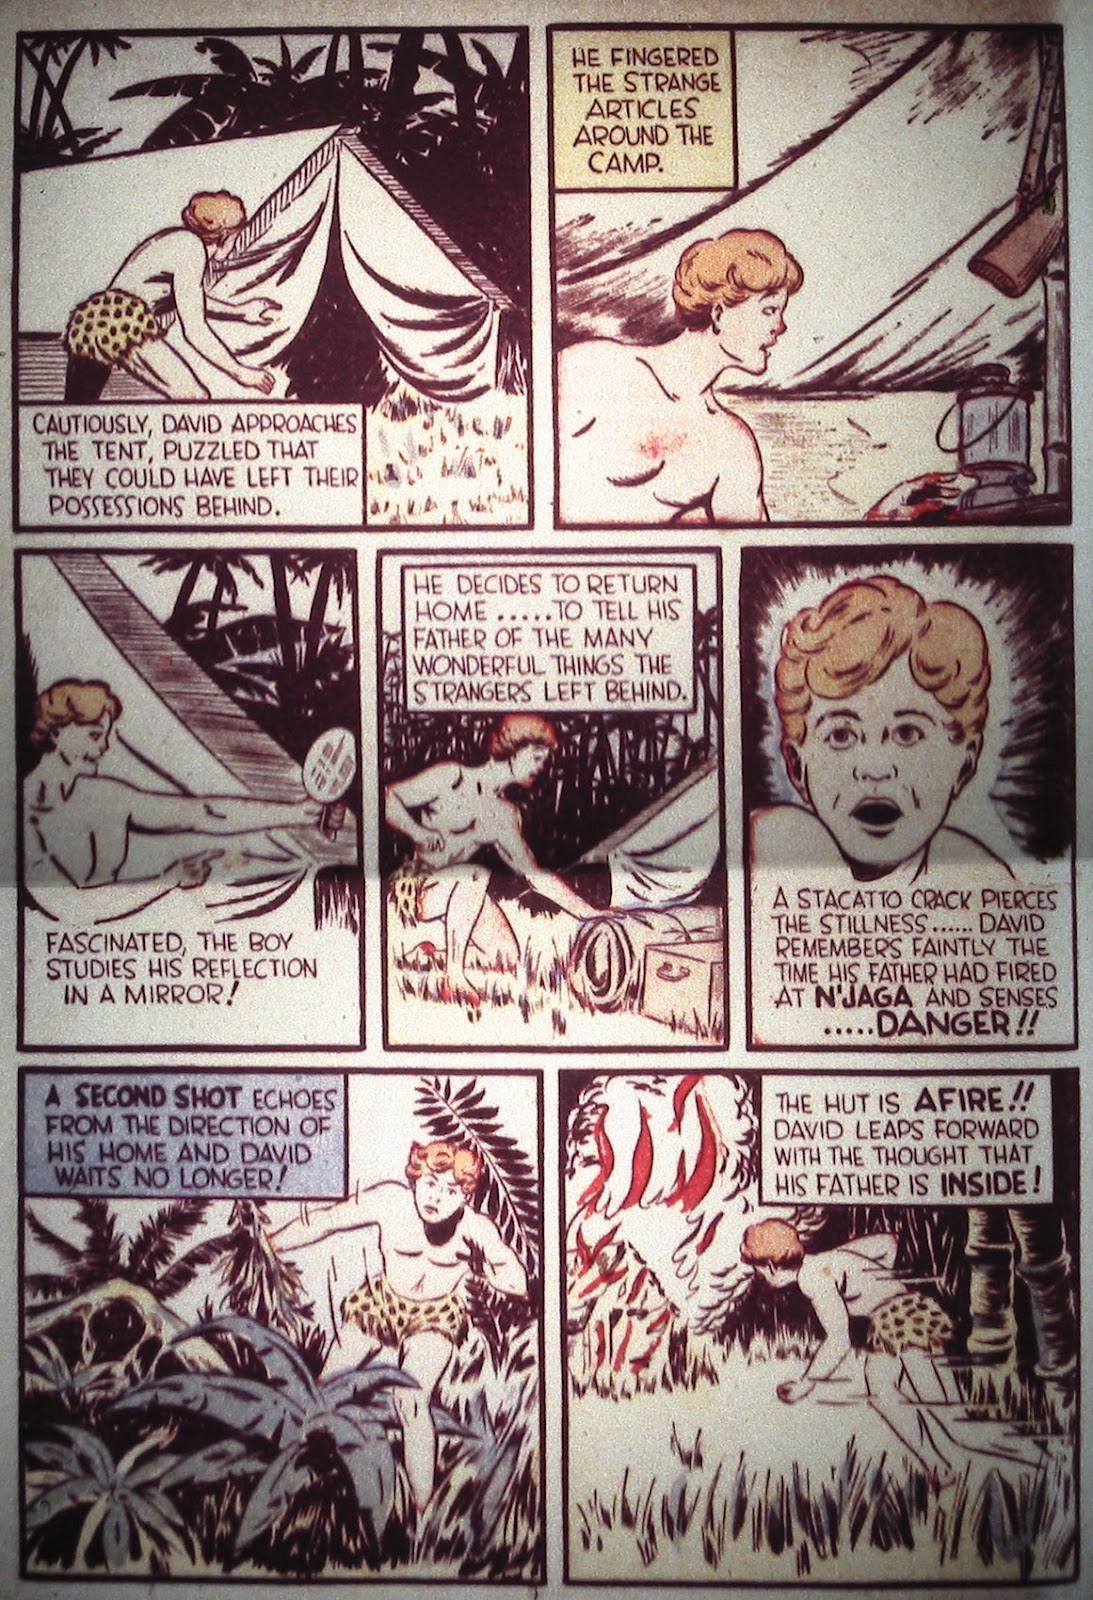 CAUTIOUSLY, DAVID APPROACHES
THE TENT, PUZZLED THAT
THEY COULD HAVE LEFT THEIR
POSSESSIONS BEHIND.
HE FINGERED
THE STRANGE
ARTICLES
AROUND THE
CAMP.
FASCINATED, THE BOY
STUDIES HIS REFLECTION
IN A MIRROR!
HE DECIDES TO RETURN
HOME .....TO TELL HIS
FATHER OF THE MANY
WONDERFUL THINGS THE
STRANGERS LEFT BEHIND.
A STACATTO CRACK PIERCES
THE STILLNESS...... DAVID
REMEMBERS FAINTLY THE
TIME HIS FATHER HAD FIRED
AT N'JAGA AND SENSES
.....DANGER!!
A SECOND SHOT ECHOES
FROM THE DIRECTION OF
HIS HOME AND DAVID
WAITS NO LONGER!
THE HUT IS AFIRE!!
DAVID LEAPS FORWARD
WITH THE THOUGHT THAT
HIS FATHER IS INSIDE!